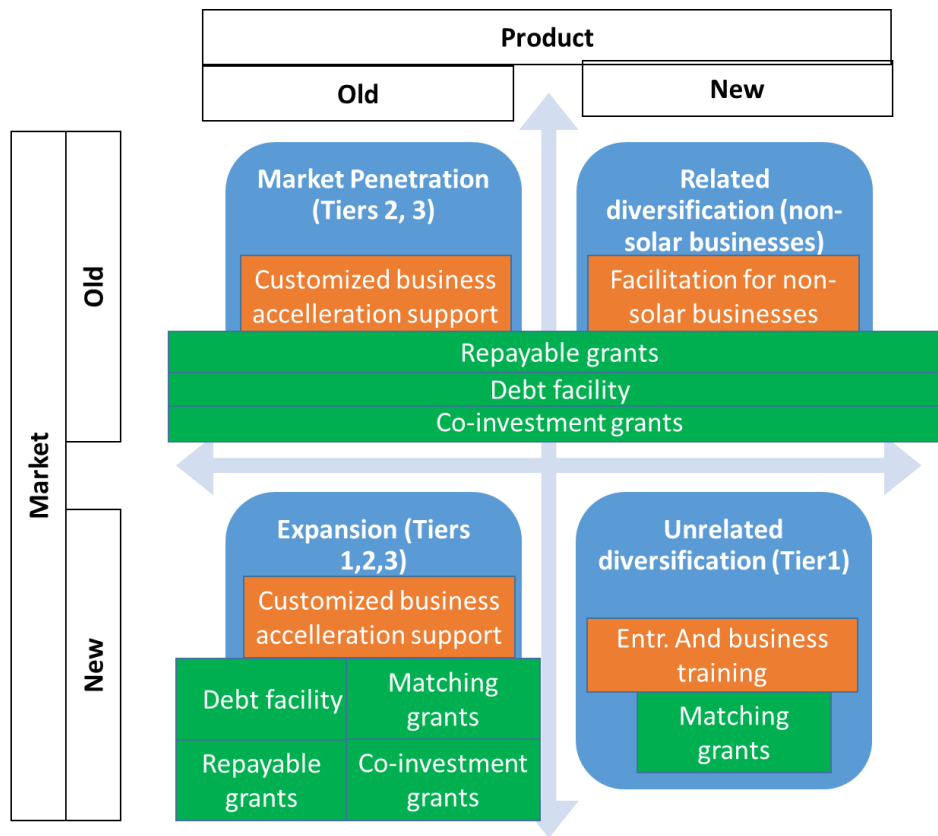 Product
Old
New
Market
Old
New
Market Penetration
(Tiers 2, 3)
Customized business
accelleration support
Related
diversification (non-
solar businesses)
Facilitation for non-
solar businesses
Repayable grants
Debt facility
Co-investment grants
Expansion (Tiers
1,2,3)
Customized business
accelleration support
Debt facility
Matching
grants
Repayable
grants
Co-investment
grants
Unrelated
diversification (Tier1)
Entr. And business
training
Matching
grants